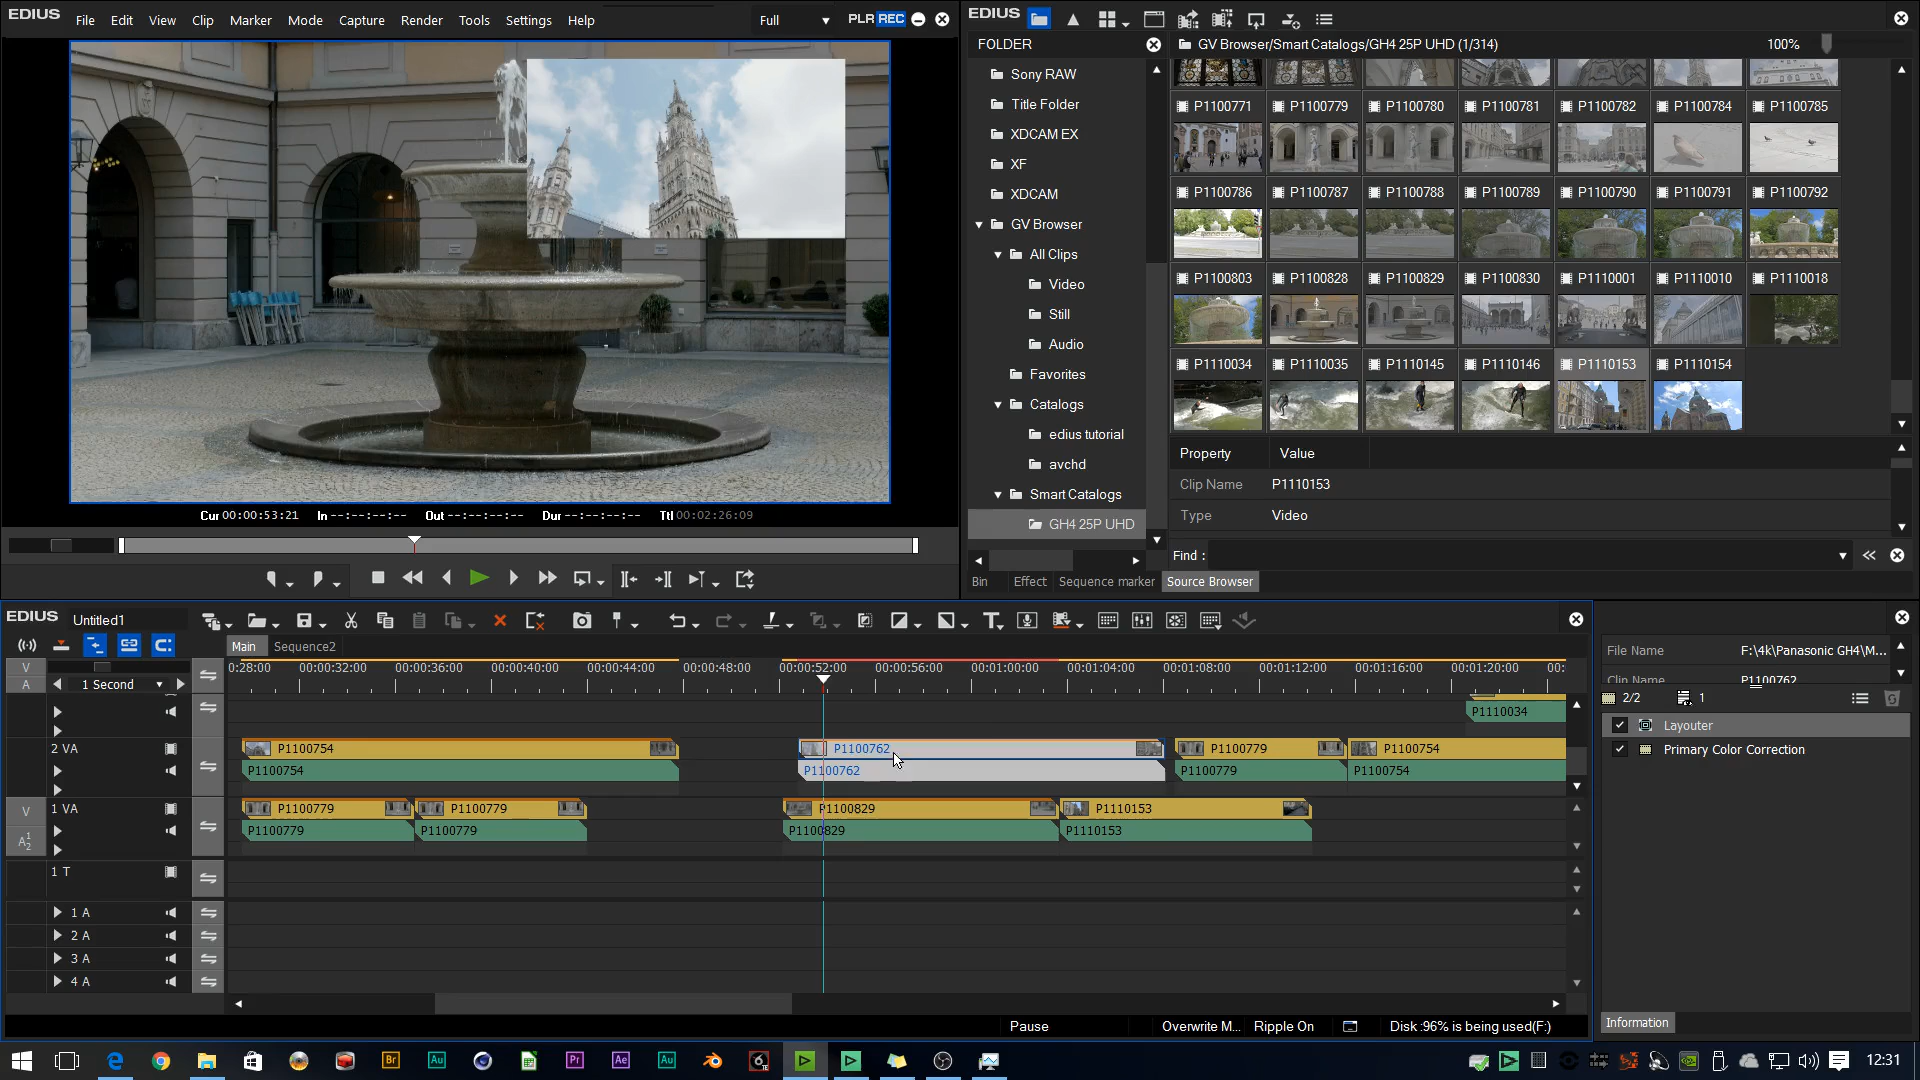 EDIUS File Edit View Clip Marker Mode Capture Render Tools Settings Help Full PLR REC
Cur 00:00:53:21 In --:--:--:-- Out --:--:--:-- Dur --:--:--:-- Ttl 00:02:26:09
EDIUS
FOLDER
GV Browser/Smart Catalogs/GH4 25P UHD (1/314)
100%
Sony RAW
Title Folder
XDCAM EX
XF
XDCAM
GV Browser
All Clips
Video
Still
Audio
Favorites
Catalogs
edius tutorial
avchd
Smart Catalogs
GH4 25P UHD
P1100771 P1100779 P1100780 P1100781 P1100782 P1100784 P1100785
P1100786 P1100787 P1100788 P1100789 P1100790 P1100791 P1100792
P1100803 P1100828 P1100829 P1100830 P1110001 P1110010 P1110018
P1110034 P1110035 P1110145 P1110146 P1110153 P1110154
Property Value
Clip Name P1110153
Type Video
Find :
Bin Effect Sequence marker Source Browser
EDIUS Untitled1
Main Sequence2
V
A
1 Second
0:28:00 00:00:32:00 00:00:36:00 00:00:40:00 00:00:44:00 00:00:48:00 00:00:52:00 00:00:56:00 00:01:00:00 00:01:04:00 00:01:08:00 00:01:12:00 00:01:16:00 00:01:20:00 00:
P1110034
2 VA P1100754 P1100762 P1100779 P1100754
P1100754 P1100762 P1100779 P1100754
V 1 VA P1100779 P1100779 P1100829 P1110153
A 1 2 P1100779 P1100779 P1100829 P1110153
1 T
1 A
2 A
3 A
4 A
Pause Overwrite M... Ripple On Disk :96% is being used(F:)
File Name F:\4k\Panasonic GH4\M...
Clip Name P1100762
2/2 1
Layouter
Primary Color Correction
Information
Br Au Pr Ae Au 6 TE
12:31